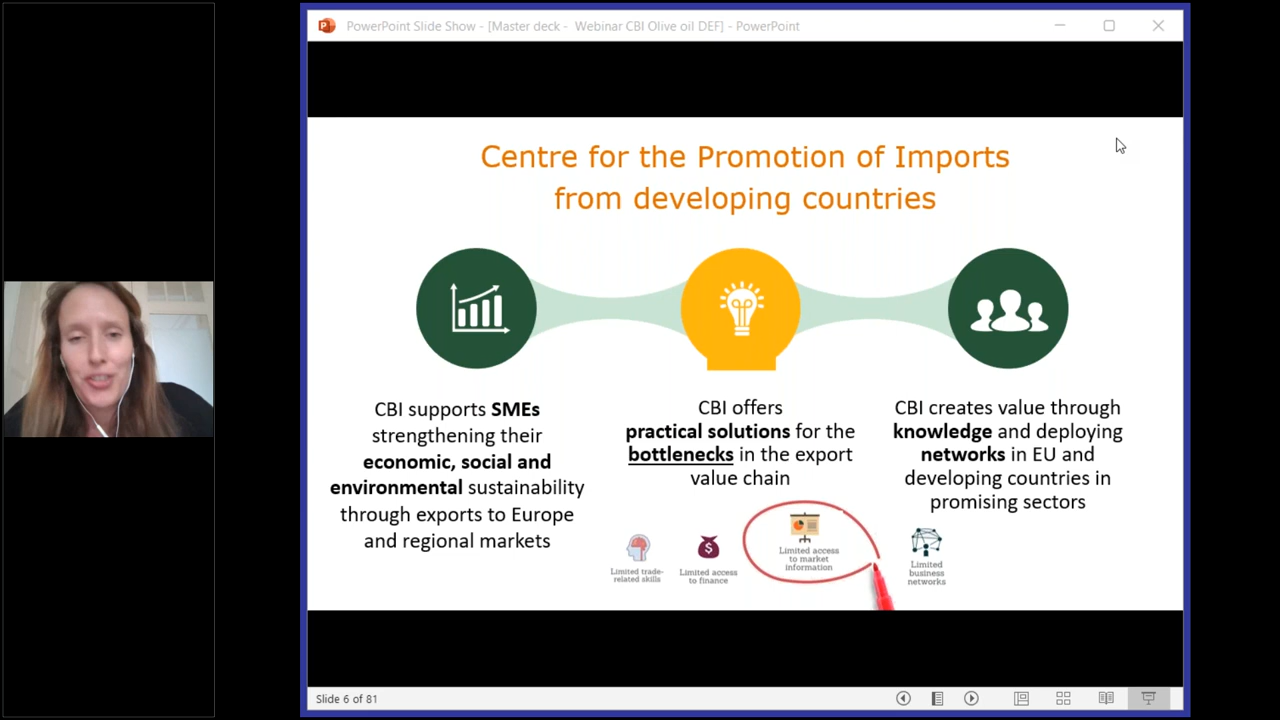 PowerPoint Slide Show - [Master deck - Webinar CBI Olive oil DEF] - PowerPoint
Centre for the Promotion of Imports
from developing countries
CBI supports SMEs
strengthening their
economic, social and
environmental sustainability
through exports to Europe
and regional markets
CBI offers
practical solutions for the
bottlenecks in the export
value chain
CBI creates value through
knowledge and deploying
networks in EU and
developing countries in
promising sectors
Limited trade-
related skills
Limited access
to finance
Limited access
to market
information
Limited
business
networks
Slide 6 of 81